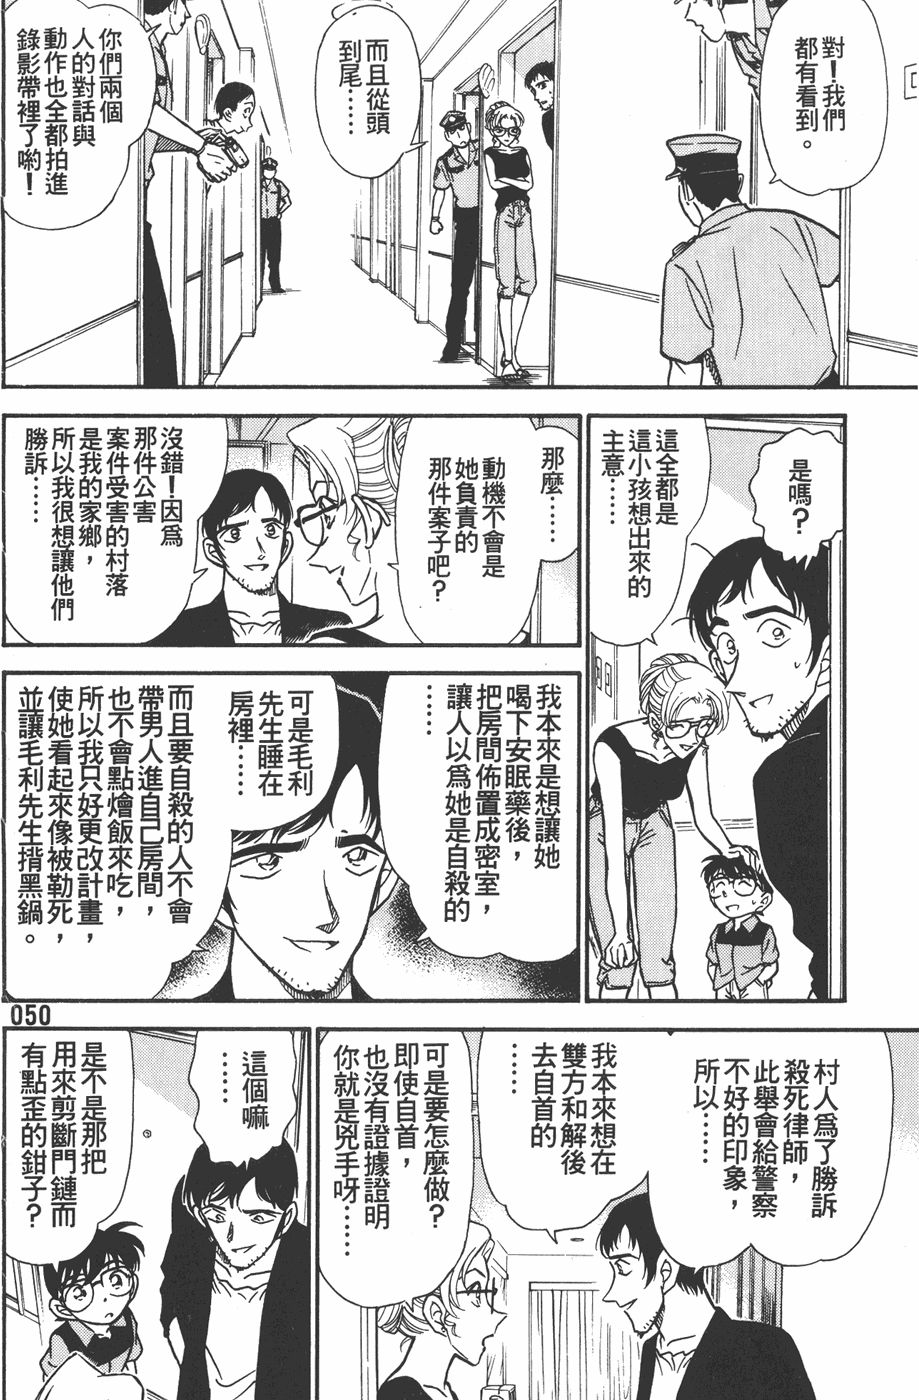 對！我們
都有看到。
而且從頭
到尾……
你們兩個
人的對話與
動作也全都拍進
錄影帶裡了喲！
是嗎？
這全都是
這小孩想出來的
主意……
那麼……
動機不會是
她負責的
那件案子吧？
沒錯！因為
那件公害
案件受害的村落
是我的家鄉，
所以我很想讓他們
勝訴……
我本來是想讓她
喝下安眠藥後，
把房間佈置成密室，
讓人以為她是自殺的
……
可是毛利
先生睡在
房裡……
而且要自殺的人不會
帶男人進自己房間，
也不會點燴飯來吃，
所以我只好更改計畫，
使她看起來像被勒死，
並讓毛利先生揹黑鍋。
050
村人為了勝訴
殺死律師，
此舉會給警察
不好的印象，
所以……
我本來想在
雙方和解後
去自首的
……
可是要怎麼做？
即使自首，
也沒有證據證明
你就是兇手呀……
這個嘛
……
是不是那把
用來剪斷門鏈而
有點歪的鉗子？